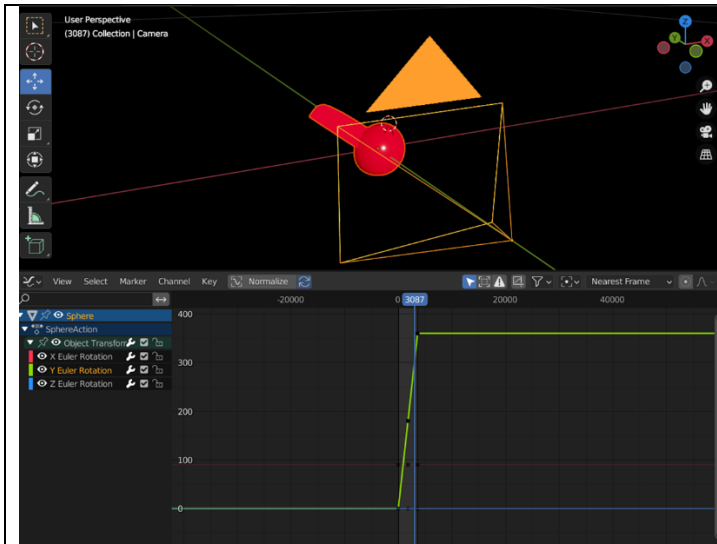 User Perspective
(3087) Collection | Camera
Z
Y
X
View Select Marker Channel Key Normalize Nearest Frame
-20000 0 3087 20000 40000
Sphere
SphereAction
Object Transform
X Euler Rotation
Y Euler Rotation
Z Euler Rotation
400
300
200
100
0